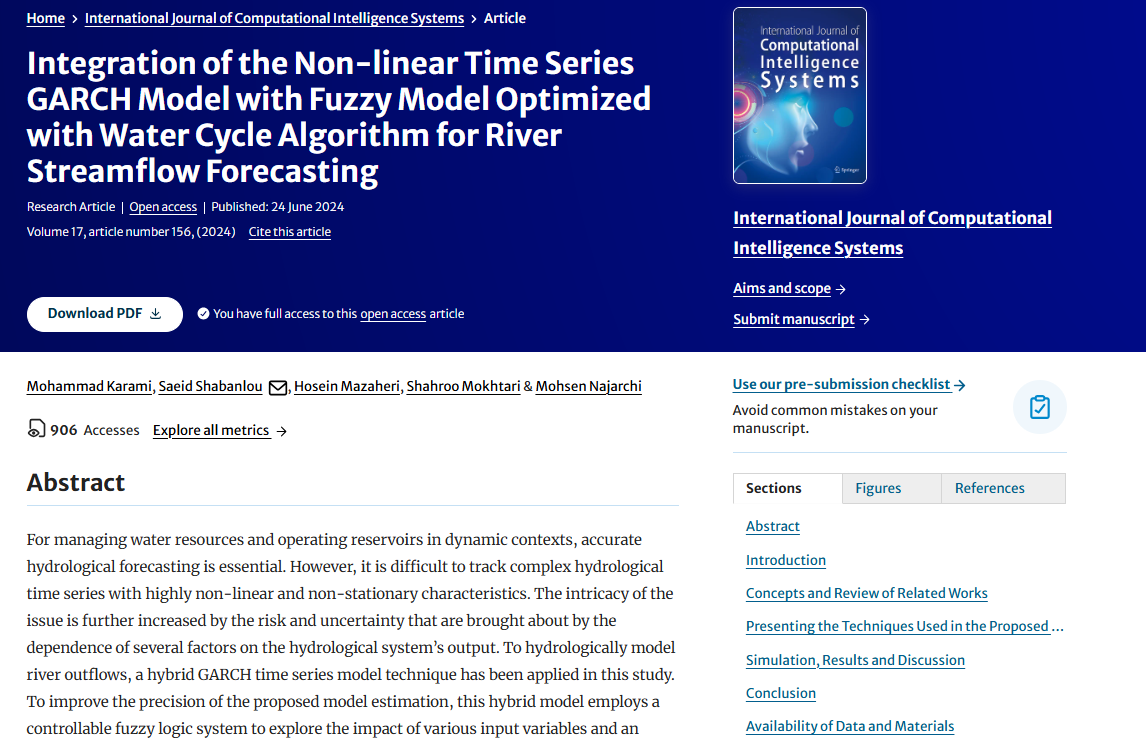 Home > International Journal of Computational Intelligence Systems > Article
Integration of the Non-linear Time Series
GARCH Model with Fuzzy Model Optimized
with Water Cycle Algorithm for River
Streamflow Forecasting
Research Article | Open access | Published: 24 June 2024
Volume 17, article number 156, (2024) Cite this article
Download PDF
You have full access to this open access article
International Journal of
Computational
Intelligence
Systems
Springer
International Journal of Computational
Intelligence Systems
Aims and scope →
Submit manuscript →
Mohammad Karami, Saeid Shabanlou, Hosein Mazaheri, Shahroo Mokhtari & Mohsen Najarchi
906 Accesses Explore all metrics →
Abstract
For managing water resources and operating reservoirs in dynamic contexts, accurate
hydrological forecasting is essential. However, it is difficult to track complex hydrological
time series with highly non-linear and non-stationary characteristics. The intricacy of the
issue is further increased by the risk and uncertainty that are brought about by the
dependence of several factors on the hydrological system's output. To hydrologically model
river outflows, a hybrid GARCH time series model technique has been applied in this study.
To improve the precision of the proposed model estimation, this hybrid model employs a
controllable fuzzy logic system to explore the impact of various input variables and an
Use our pre-submission checklist →
Avoid common mistakes on your
manuscript.
Sections Figures References
Abstract
Introduction
Concepts and Review of Related Works
Presenting the Techniques Used in the Proposed ...
Simulation, Results and Discussion
Conclusion
Availability of Data and Materials